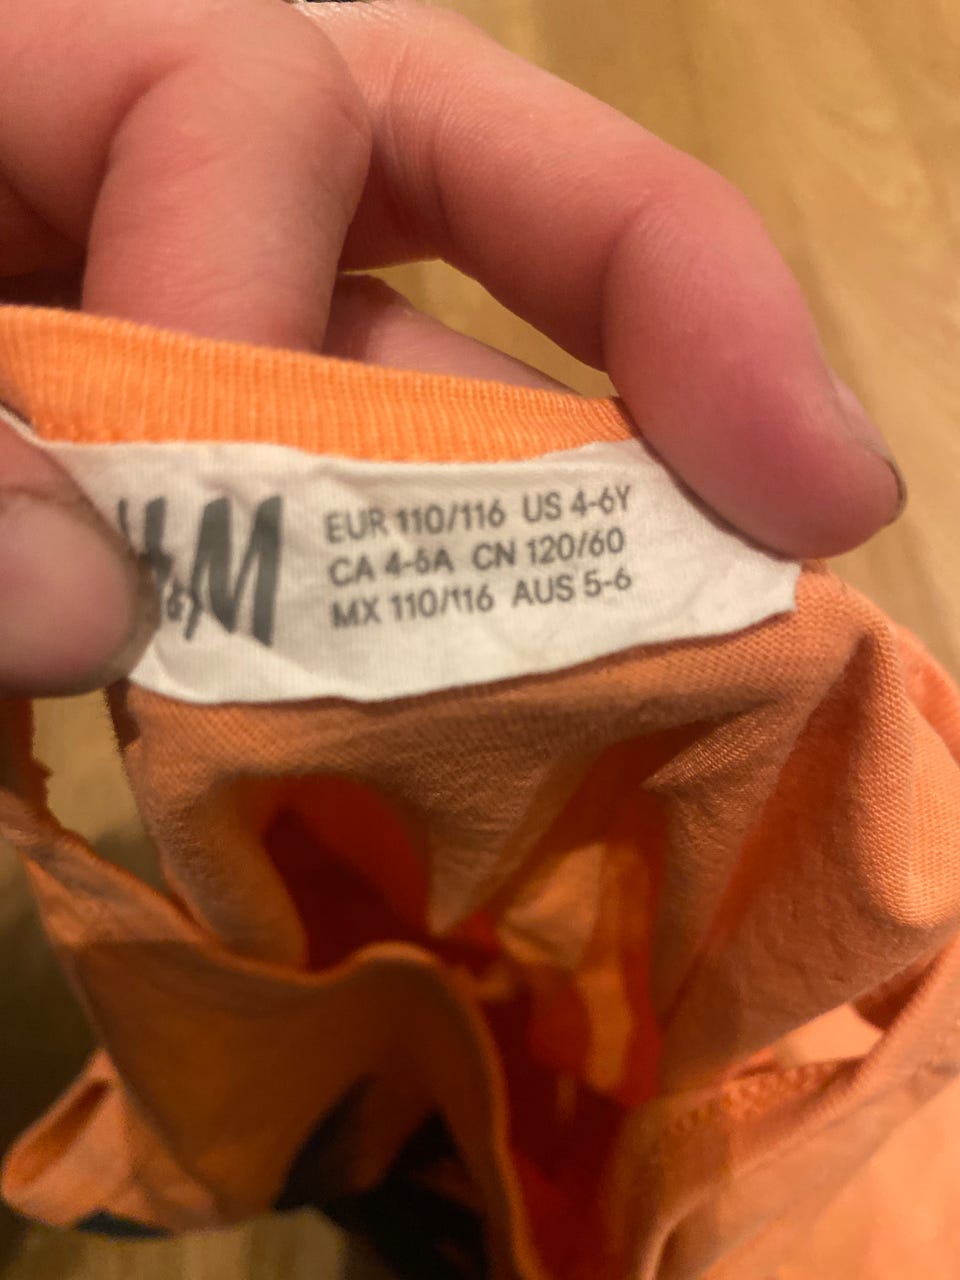 H&M
EUR 110/116 US 4-6Y
CA 4-6A CN 120/60
MX 110/116 AUS 5-6